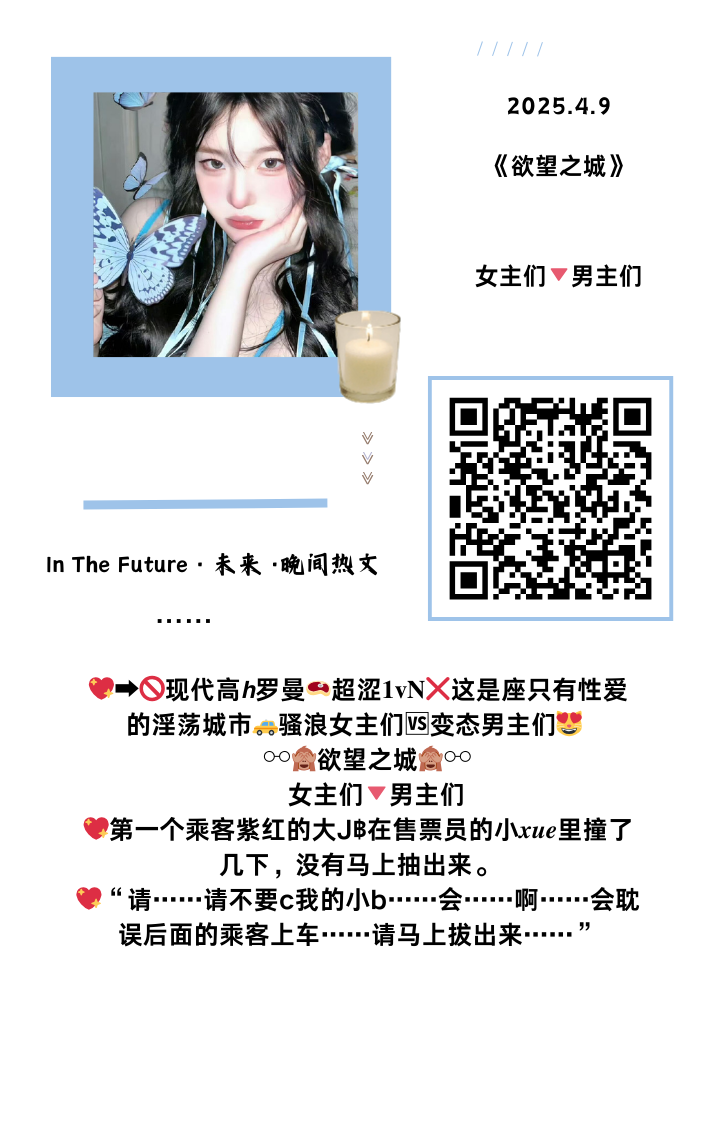 / / / / /
2025.4.9
《欲望之城》
女主们🔻男主们
In The Future · 未来 ·晚间热文
······
💖➡🚫现代高h罗曼🥩超涩1vN❌这是座只有性爱
的淫荡城市🚕骚浪女主们🆚变态男主们😻
○-○🙈欲望之城🙈○-○
女主们🔻男主们
💖第一个乘客紫红的大J฿在售票员的小xue里撞了
几下，没有马上抽出来。
💖“请……请不要c我的小b……会……啊……会耽
误后面的乘客上车……请马上拔出来……”